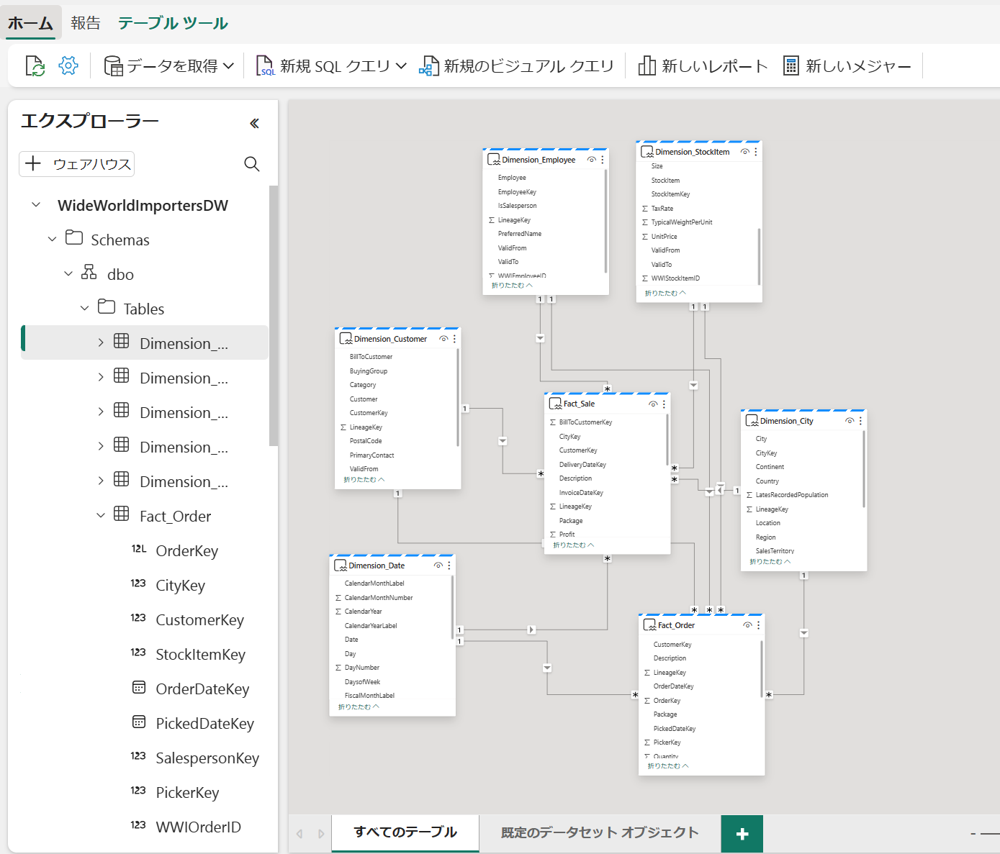 ホーム 報告 テーブル ツール
データを取得 新規 SQL クエリ 新規のビジュアル クエリ 新しいレポート 新しいメジャー
エクスプローラー
ウェアハウス
WideWorldImportersDW
Schemas
dbo
Tables
Dimension_...
Dimension_...
Dimension_...
Dimension_...
Dimension_...
Fact_Order
12L OrderKey
123 CityKey
123 CustomerKey
123 StockItemKey
OrderDateKey
PickedDateKey
123 SalespersonKey
123 PickerKey
123 WWIOrderID
Dimension_Employee
Employee
EmployeeKey
IsSalesperson
Σ LineageKey
PreferredName
ValidFrom
ValidTo
Σ WWIEmployeeID
折りたたむ
1 1
Dimension_StockItem
Size
StockItem
StockItemKey
Σ TaxRate
Σ TypicalWeightPerUnit
Σ UnitPrice
ValidFrom
ValidTo
Σ WWIStockItemID
折りたたむ
1 1
Dimension_Customer
BillToCustomer
BuyingGroup
Category
Customer
CustomerKey
Σ LineageKey
PostalCode
PrimaryContact
ValidFrom
折りたたむ
1
1
*
Fact_Sale
Σ BillToCustomerKey
CityKey
CustomerKey
DeliveryDateKey
Description
InvoiceDateKey
Σ LineageKey
Package
Σ Profit
折りたたむ
*
*
*
*
1
Dimension_City
City
CityKey
Continent
Country
Σ LatesRecordedPopulation
Σ LineageKey
Location
Region
SalesTerritory
折りたたむ
1
Dimension_Date
CalendarMonthLabel
Σ CalendarMonthNumber
Σ CalendarYear
CalendarYearLabel
Date
Day
Σ DayNumber
DaysofWeek
FiscalMonthLabel
折りたたむ
1
1
* * *
Fact_Order
CustomerKey
Description
Σ LineageKey
OrderDateKey
Σ OrderKey
Package
PickedDateKey
Σ PickerKey
Σ Quantity
折りたたむ
*
*
すべてのテーブル 既定のデータセット オブジェクト + -